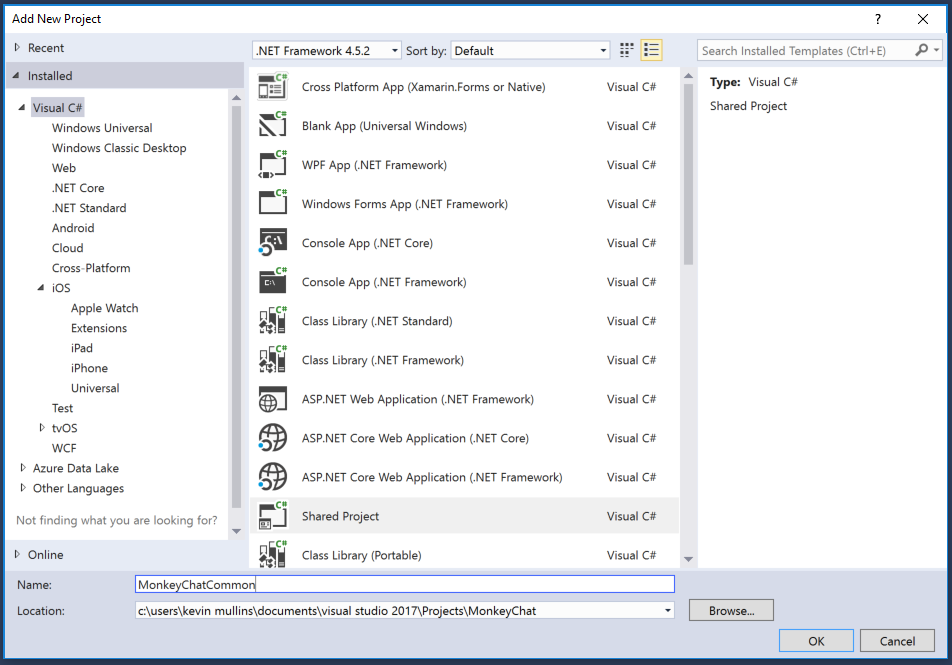 Add New Project
?
Recent
.NET Framework 4.5.2
Sort by:
Default
Search Installed Templates (Ctrl+E)
Installed
Visual C#
Windows Universal
Windows Classic Desktop
Web
.NET Core
.NET Standard
Android
Cloud
Cross-Platform
iOS
Apple Watch
Extensions
iPad
iPhone
Universal
Test
tvOS
WCF
Azure Data Lake
Other Languages
Not finding what you are looking for?
Online
Cross Platform App (Xamarin.Forms or Native) Visual C#
Blank App (Universal Windows) Visual C#
WPF App (.NET Framework) Visual C#
Windows Forms App (.NET Framework) Visual C#
Console App (.NET Core) Visual C#
Console App (.NET Framework) Visual C#
Class Library (.NET Standard) Visual C#
Class Library (.NET Framework) Visual C#
ASP.NET Web Application (.NET Framework) Visual C#
ASP.NET Core Web Application (.NET Core) Visual C#
ASP.NET Core Web Application (.NET Framework) Visual C#
Shared Project Visual C#
Class Library (Portable) Visual C#
Type: Visual C#
Shared Project
Name: MonkeyChatCommon
Location: c:\users\kevin mullins\documents\visual studio 2017\Projects\MonkeyChat
Browse...
OK
Cancel